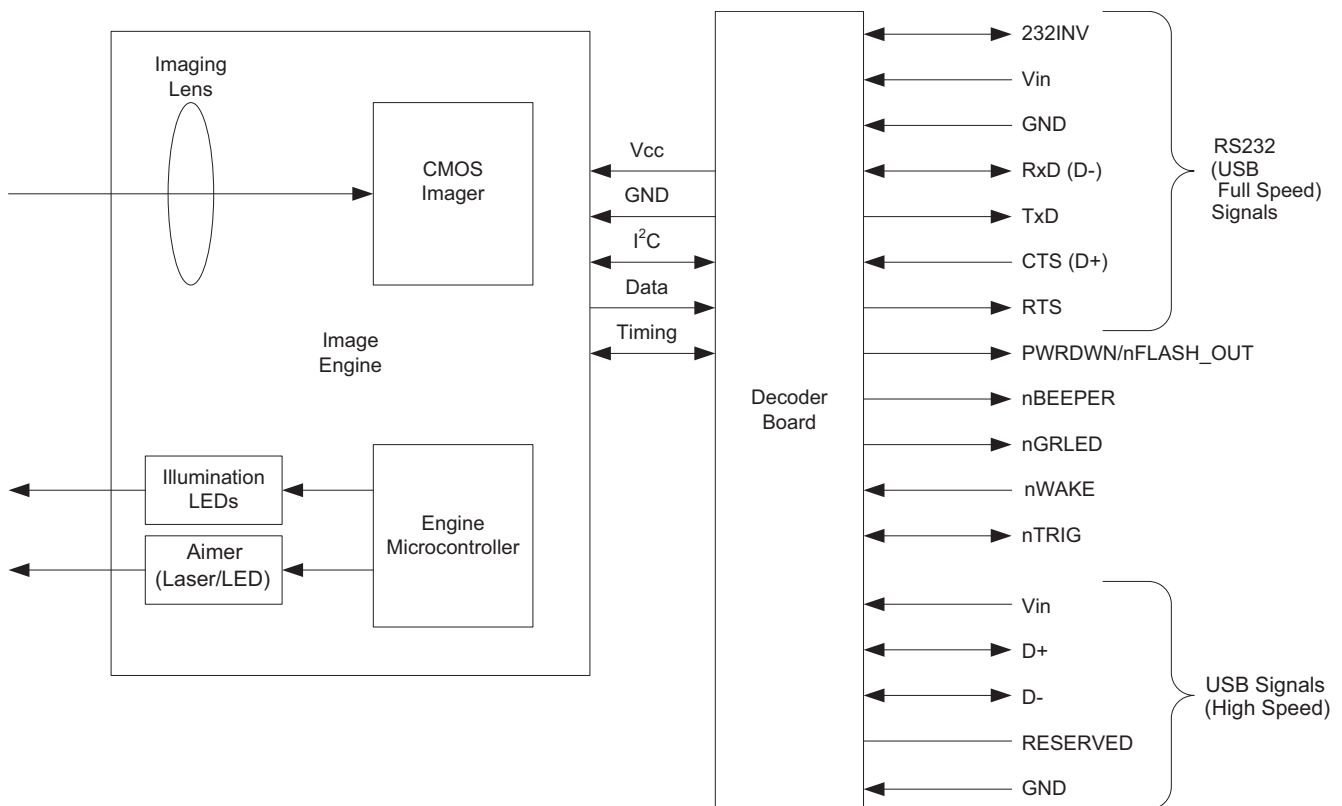 Imaging
Lens
CMOS
Imager
Image
Engine
Illumination
LEDs
Aimer
(Laser/LED)
Engine
Microcontroller
Vcc
GND
I²C
Data
Timing
Decoder
Board
232INV
Vin
GND
RxD (D-)
TxD
CTS (D+)
RTS
RS232
(USB
Full Speed)
Signals
PWRDWN/nFLASH_OUT
nBEEPER
nGRLED
nWAKE
nTRIG
Vin
D+
D-
RESERVED
GND
USB Signals
(High Speed)